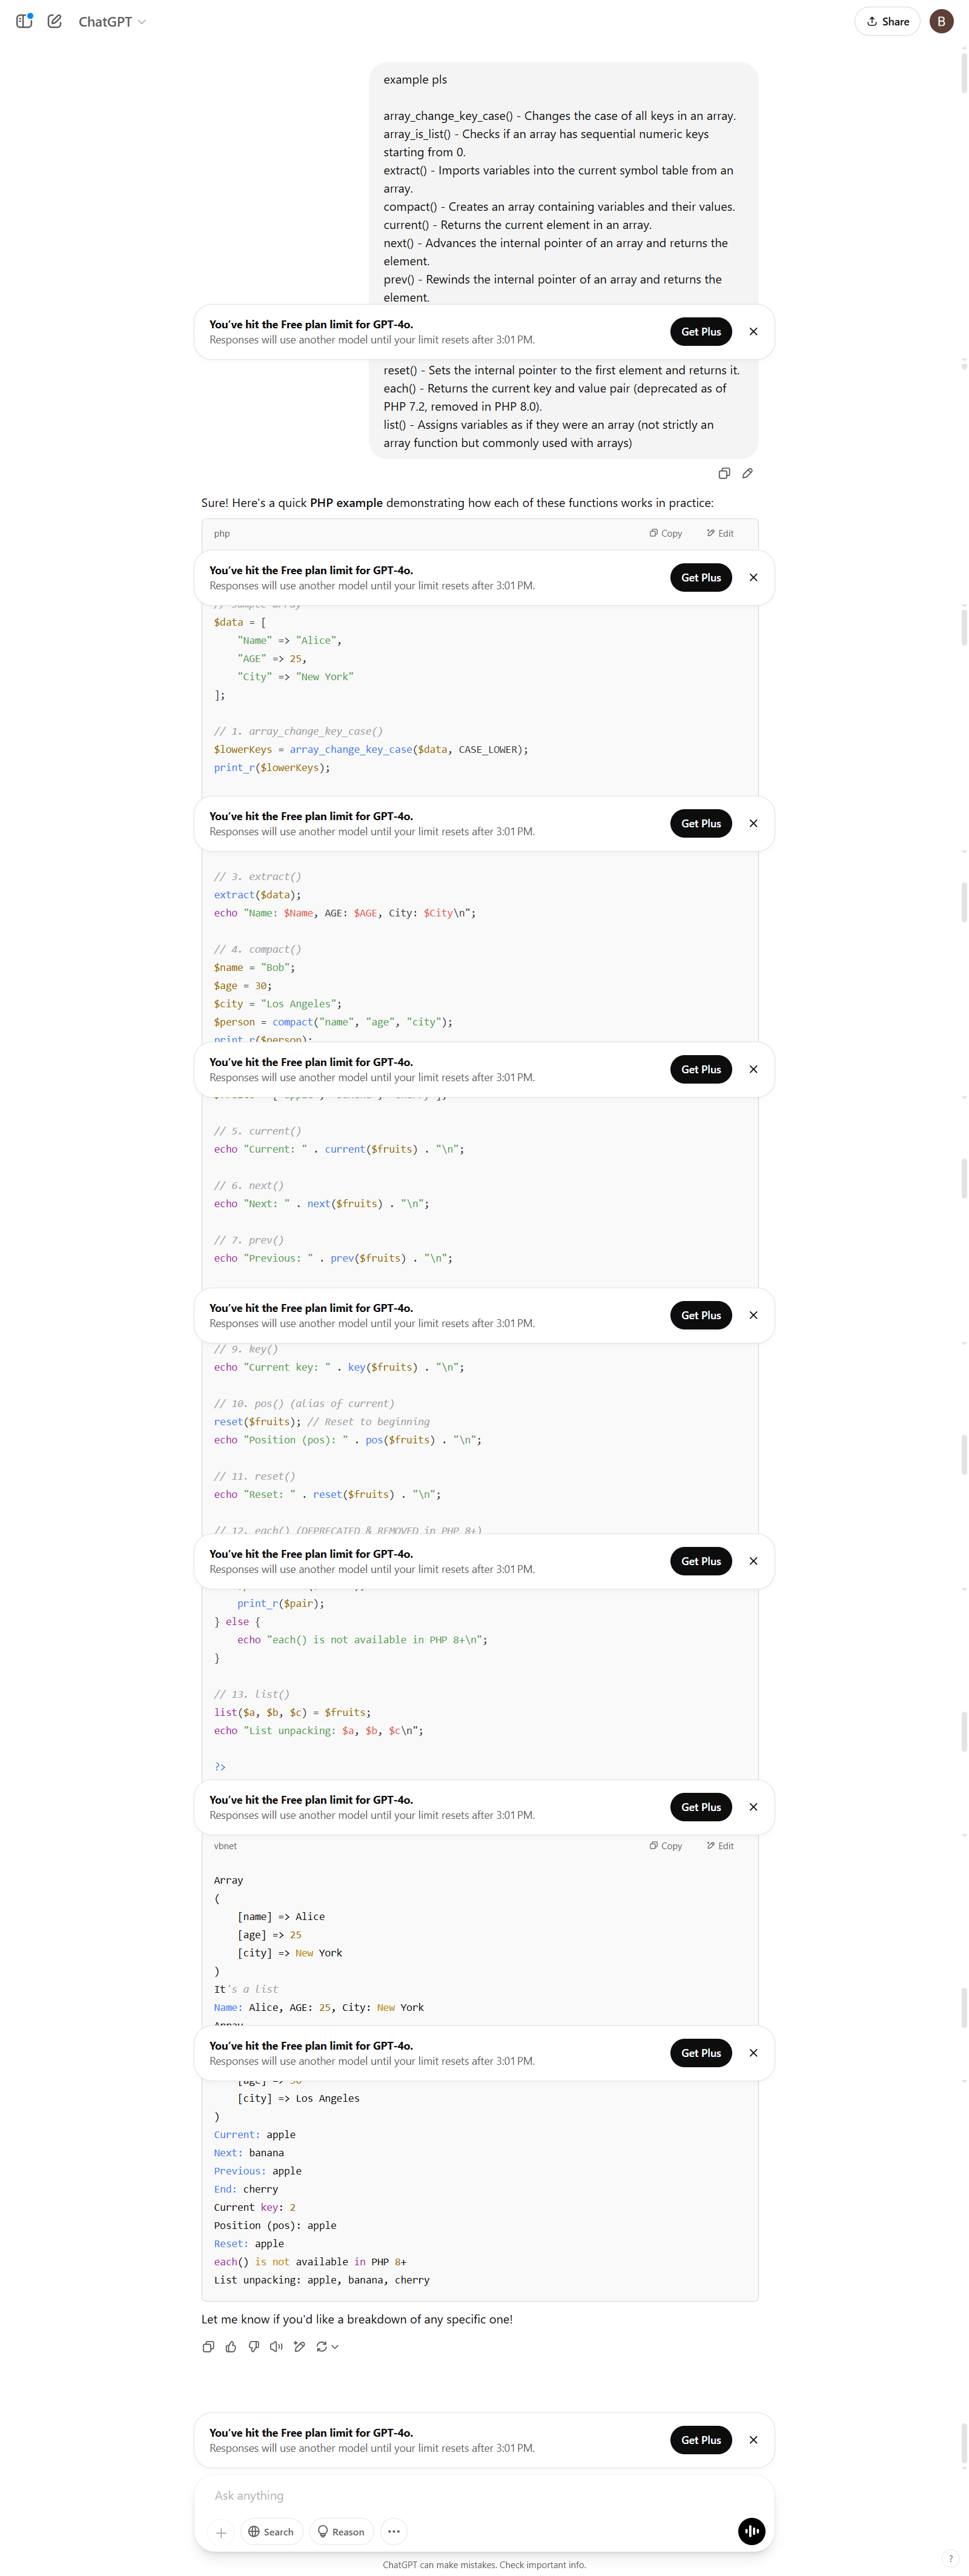 ChatGPT
Share
B
example pls
array_change_key_case() - Changes the case of all keys in an array.
array_is_list() - Checks if an array has sequential numeric keys
starting from 0.
extract() - Imports variables into the current symbol table from an
array.
compact() - Creates an array containing variables and their values.
current() - Returns the current element in an array.
next() - Advances the internal pointer of an array and returns the
element.
prev() - Rewinds the internal pointer of an array and returns the
element.
You've hit the Free plan limit for GPT-4o.
Responses will use another model until your limit resets after 3:01 PM.
Get Plus
reset() - Sets the internal pointer to the first element and returns it.
each() - Returns the current key and value pair (deprecated as of
PHP 7.2, removed in PHP 8.0).
list() - Assigns variables as if they were an array (not strictly an
array function but commonly used with arrays)
Sure! Here's a quick PHP example demonstrating how each of these functions works in practice:
php Copy Edit
You've hit the Free plan limit for GPT-4o.
Responses will use another model until your limit resets after 3:01 PM.
Get Plus
// Sample array
$data = [
    "Name" => "Alice",
    "AGE" => 25,
    "City" => "New York"
];
// 1. array_change_key_case()
$lowerKeys = array_change_key_case($data, CASE_LOWER);
print_r($lowerKeys);
You've hit the Free plan limit for GPT-4o.
Responses will use another model until your limit resets after 3:01 PM.
Get Plus
// 3. extract()
extract($data);
echo "Name: $Name, AGE: $AGE, City: $City\n";
// 4. compact()
$name = "Bob";
$age = 30;
$city = "Los Angeles";
$person = compact("name", "age", "city");
print_r($person);
You've hit the Free plan limit for GPT-4o.
Responses will use another model until your limit resets after 3:01 PM.
Get Plus
// 5. current()
echo "Current: " . current($fruits) . "\n";
// 6. next()
echo "Next: " . next($fruits) . "\n";
// 7. prev()
echo "Previous: " . prev($fruits) . "\n";
You've hit the Free plan limit for GPT-4o.
Responses will use another model until your limit resets after 3:01 PM.
Get Plus
// 9. key()
echo "Current key: " . key($fruits) . "\n";
// 10. pos() (alias of current)
reset($fruits); // Reset to beginning
echo "Position (pos): " . pos($fruits) . "\n";
// 11. reset()
echo "Reset: " . reset($fruits) . "\n";
// 12. each() (DEPRECATED & REMOVED in PHP 8+)
You've hit the Free plan limit for GPT-4o.
Responses will use another model until your limit resets after 3:01 PM.
Get Plus
    print_r($pair);
} else {
    echo "each() is not available in PHP 8+\n";
}
// 13. list()
list($a, $b, $c) = $fruits;
echo "List unpacking: $a, $b, $c\n";
?>
You've hit the Free plan limit for GPT-4o.
Responses will use another model until your limit resets after 3:01 PM.
Get Plus
vbnet Copy Edit
Array
(
    [name] => Alice
    [age] => 25
    [city] => New York
)
It's a list
Name: Alice, AGE: 25, City: New York
Array
You've hit the Free plan limit for GPT-4o.
Responses will use another model until your limit resets after 3:01 PM.
Get Plus
    [age] => 30
    [city] => Los Angeles
)
Current: apple
Next: banana
Previous: apple
End: cherry
Current key: 2
Position (pos): apple
Reset: apple
each() is not available in PHP 8+
List unpacking: apple, banana, cherry
Let me know if you'd like a breakdown of any specific one!
You've hit the Free plan limit for GPT-4o.
Responses will use another model until your limit resets after 3:01 PM.
Get Plus
Ask anything
Search
Reason
ChatGPT can make mistakes. Check important info.
?